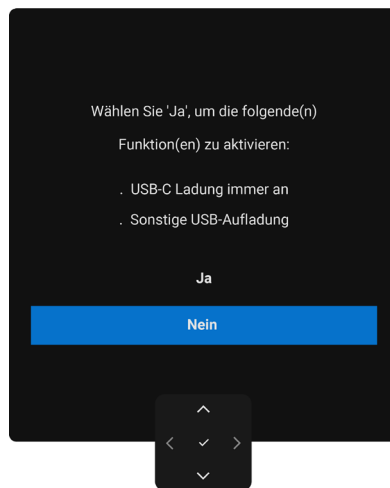 Wählen Sie 'Ja', um die folgende(n)
Funktion(en) zu aktivieren:
. USB-C Ladung immer an
. Sonstige USB-Aufladung
Ja
Nein